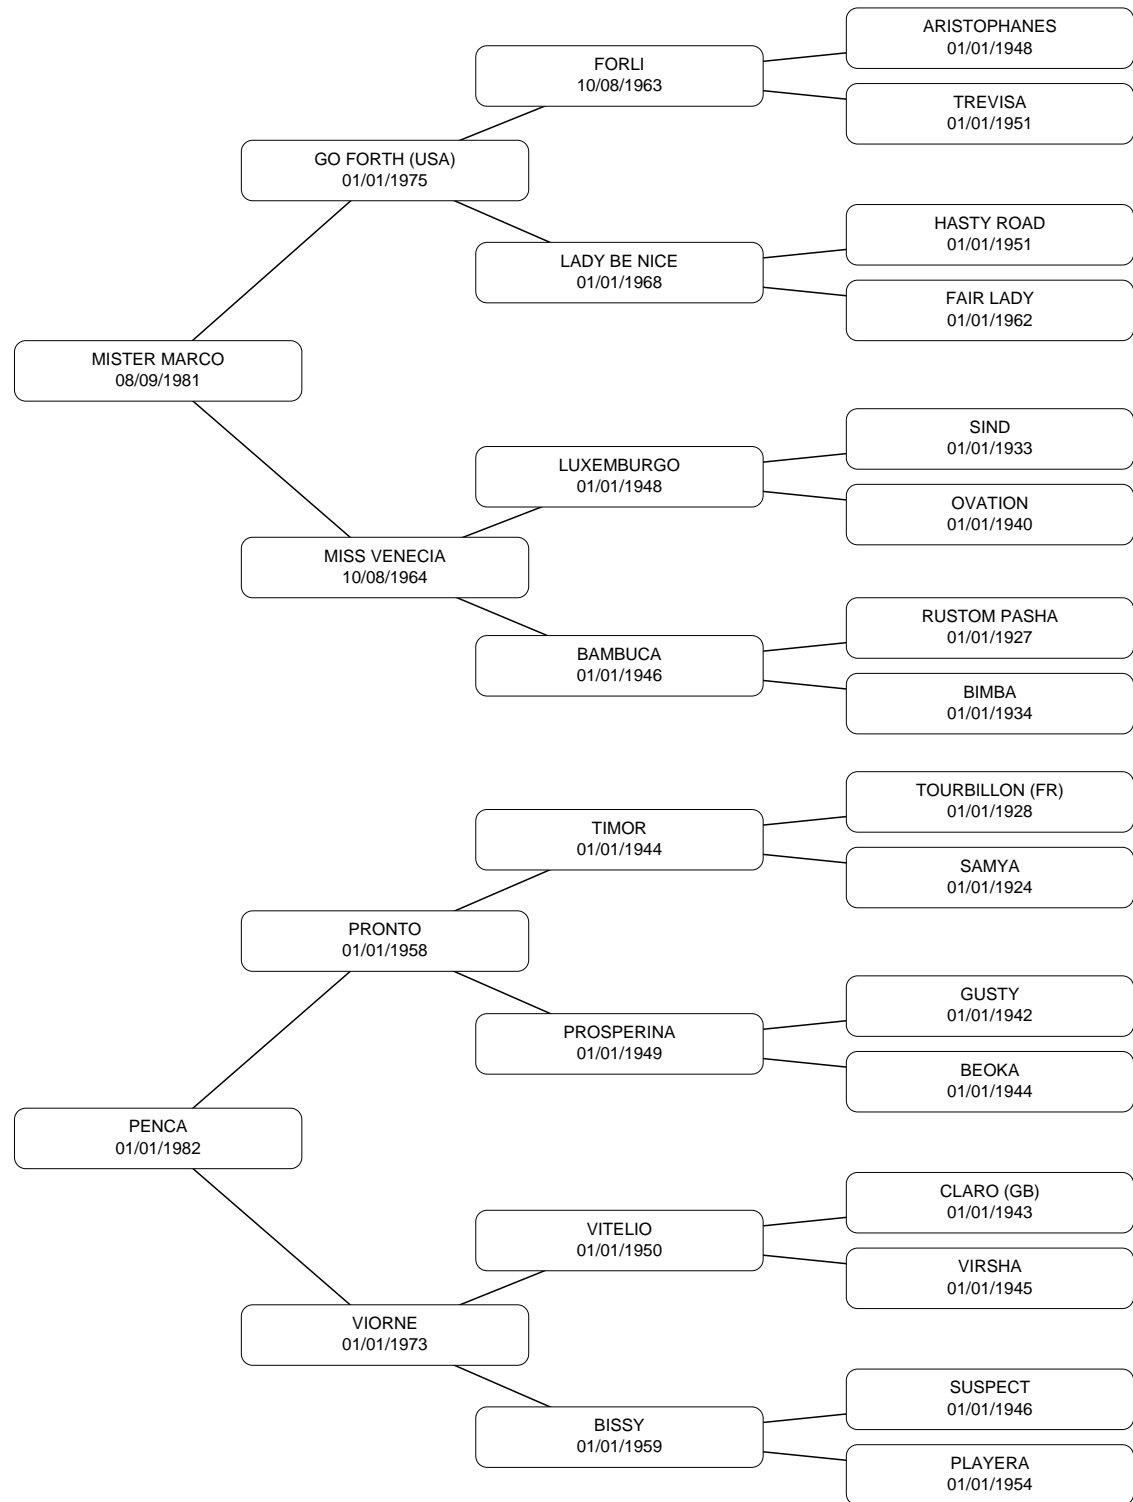 ARISTOPHANES
01/01/1948
FORLI
10/08/1963
TREVISA
01/01/1951
GO FORTH (USA)
01/01/1975
HASTY ROAD
01/01/1951
LADY BE NICE
01/01/1968
FAIR LADY
01/01/1962
MISTER MARCO
08/09/1981
SIND
01/01/1933
LUXEMBURGO
01/01/1948
OVATION
01/01/1940
MISS VENECIA
10/08/1964
RUSTOM PASHA
01/01/1927
BAMBUCA
01/01/1946
BIMBA
01/01/1934
TOURBILLON (FR)
01/01/1928
TIMOR
01/01/1944
SAMYA
01/01/1924
PRONTO
01/01/1958
GUSTY
01/01/1942
PROSPERINA
01/01/1949
BEOKA
01/01/1944
PENCA
01/01/1982
CLARO (GB)
01/01/1943
VITELIO
01/01/1950
VIRSHA
01/01/1945
VIORNE
01/01/1973
SUSPECT
01/01/1946
BISSY
01/01/1959
PLAYERA
01/01/1954